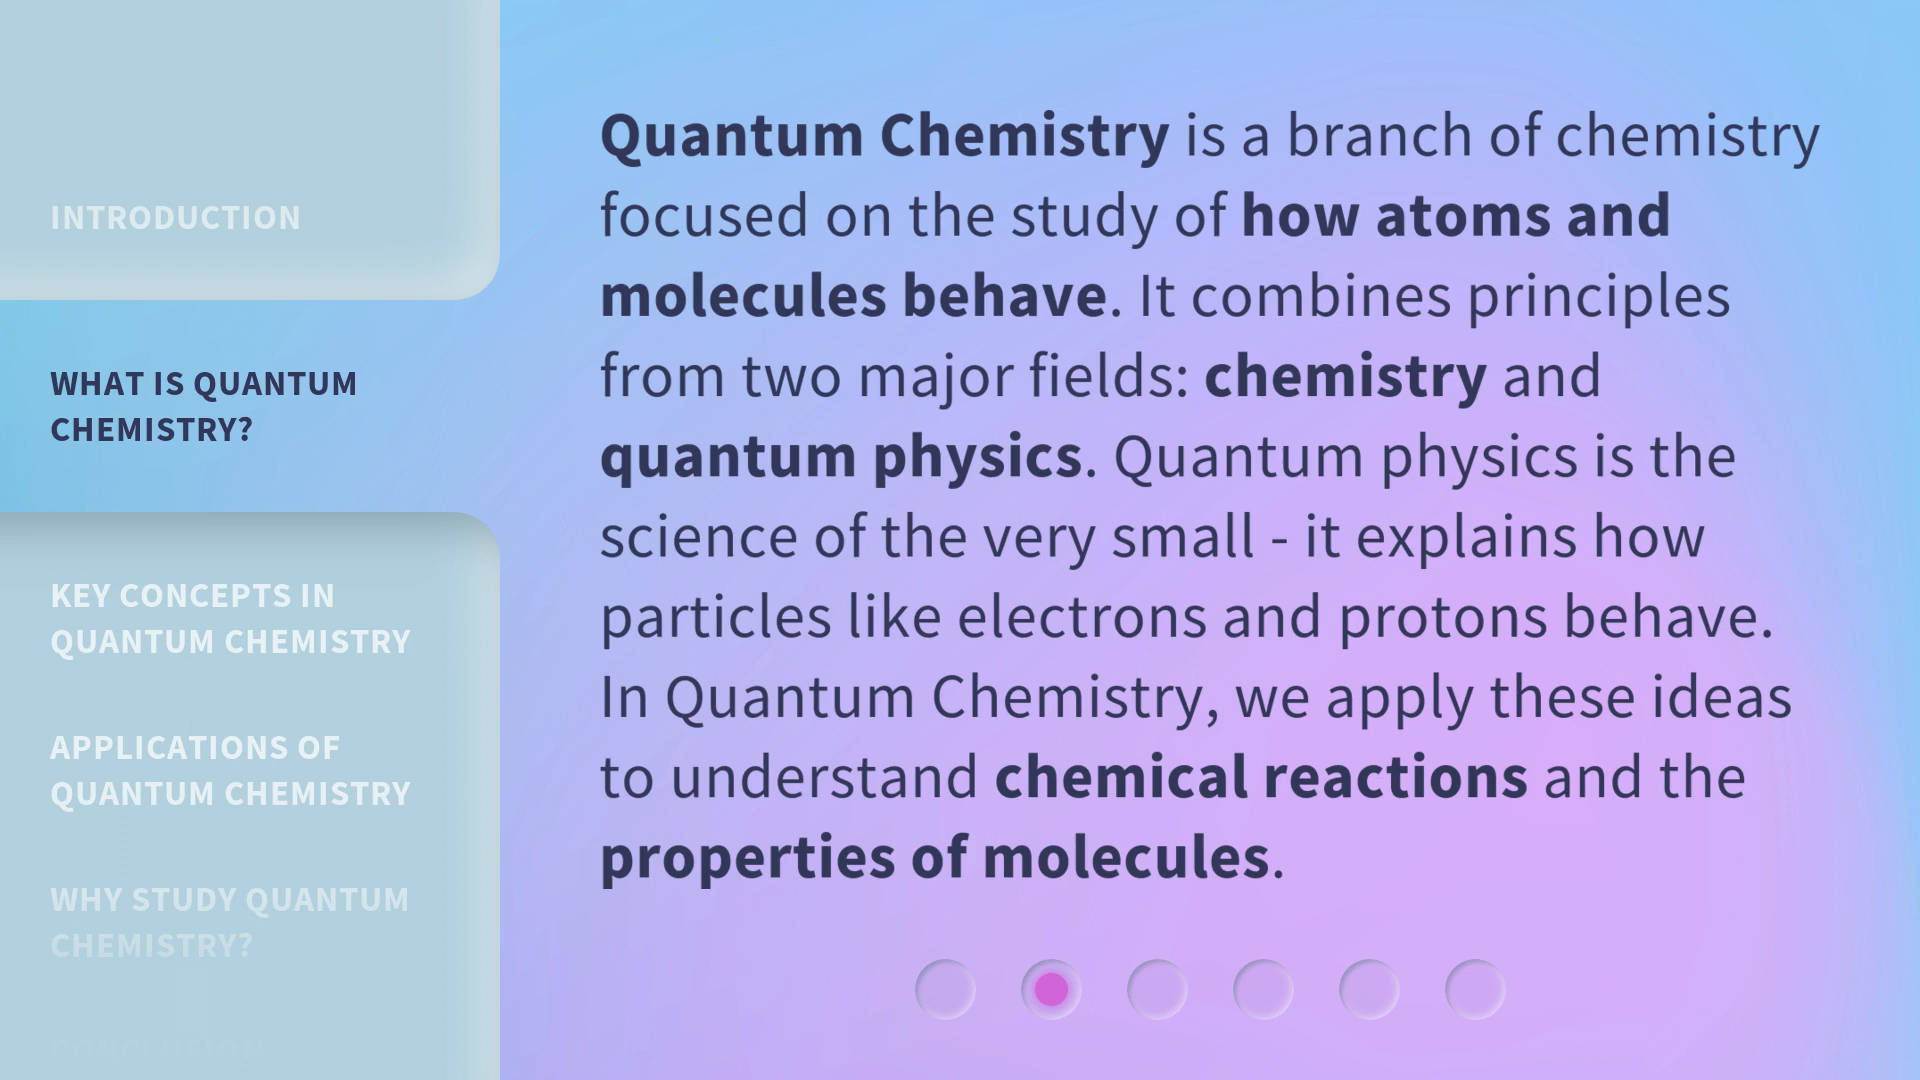 INTRODUCTION
WHAT IS QUANTUM
CHEMISTRY?
KEY CONCEPTS IN
QUANTUM CHEMISTRY
APPLICATIONS OF
QUANTUM CHEMISTRY
WHY STUDY QUANTUM
CHEMISTRY?
CONCLUSION
Quantum Chemistry is a branch of chemistry
focused on the study of how atoms and
molecules behave. It combines principles
from two major fields: chemistry and
quantum physics. Quantum physics is the
science of the very small - it explains how
particles like electrons and protons behave.
In Quantum Chemistry, we apply these ideas
to understand chemical reactions and the
properties of molecules.